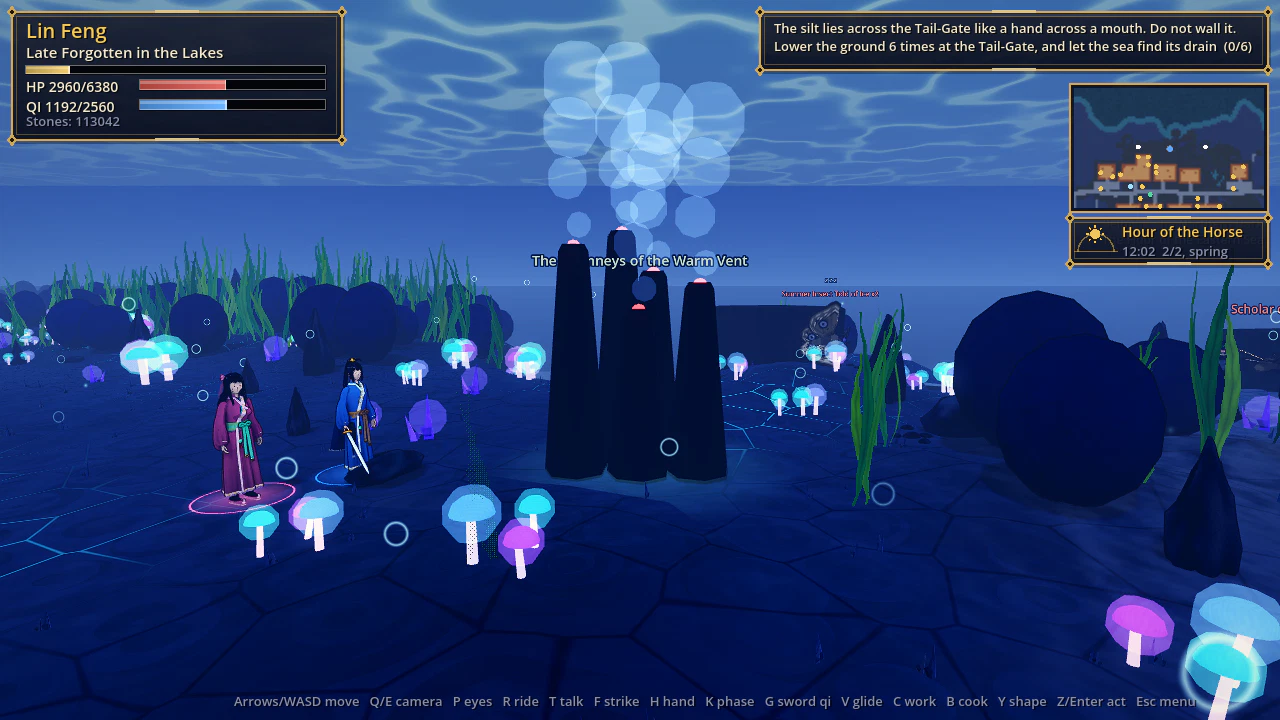 Lin Feng
Late Forgotten in the Lakes
HP 2960/6380
QI 1192/2560
Stones: 113042
The silt lies across the Tail-Gate like a hand across a mouth. Do not wall it.
Lower the ground 6 times at the Tail-Gate, and let the sea find its drain (0/6)
Hour of the Horse
12:02 2/2, spring
of the Warm Vent
Scholar
Arrows/WASD move Q/E camera P eyes R ride T talk F strike H hand K phase G sword qi V glide C work B cook Y shape Z/Enter act Esc menu